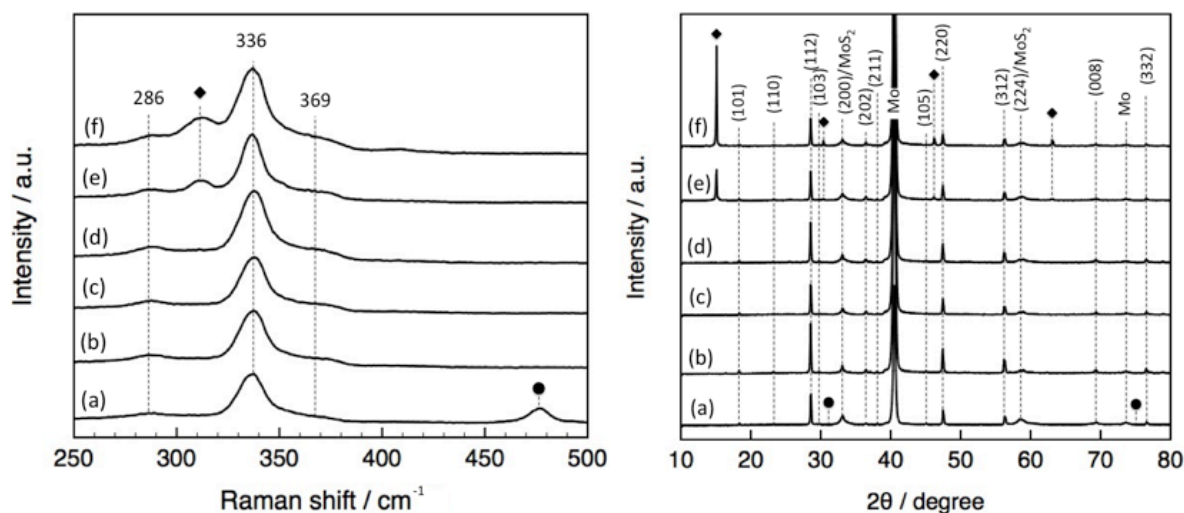 336
286
369
(f)
(e)
(d)
(c)
(b)
(a)
Intensity / a.u.
250 300 350 400 450 500
Raman shift / cm-1
(101)
(110)
(112)
(103)
(200)/MoS2
(202)
(211)
Mo
(105)
(220)
(312)
(224)/MoS2
(008)
Mo
(332)
(f)
(e)
(d)
(c)
(b)
(a)
Intensity / a.u.
10 20 30 40 50 60 70 80
2θ / degree